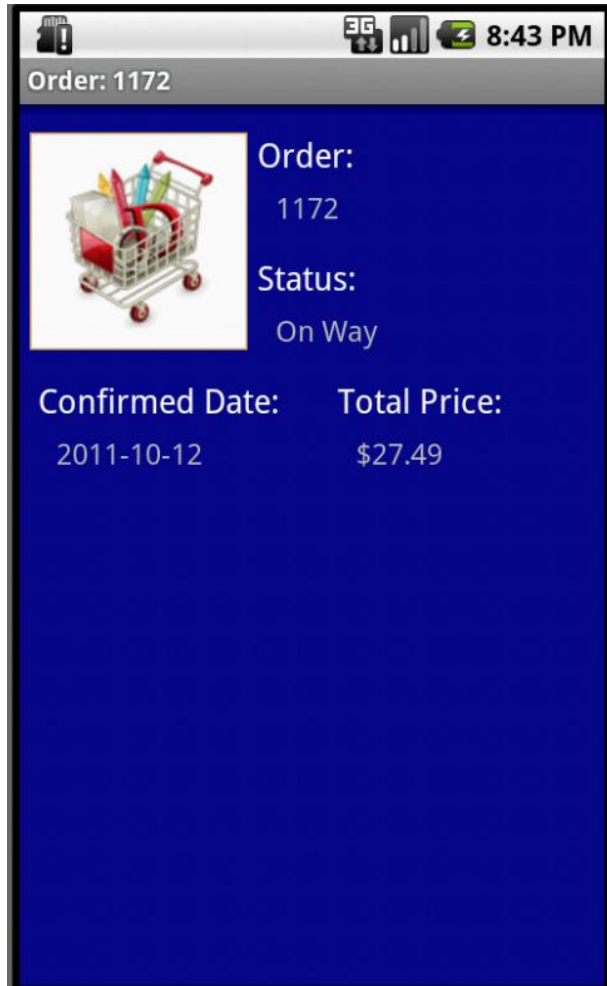 3G 8:43 PM
Order: 1172
Order:
1172
Status:
On Way
Confirmed Date: Total Price:
2011-10-12 $27.49